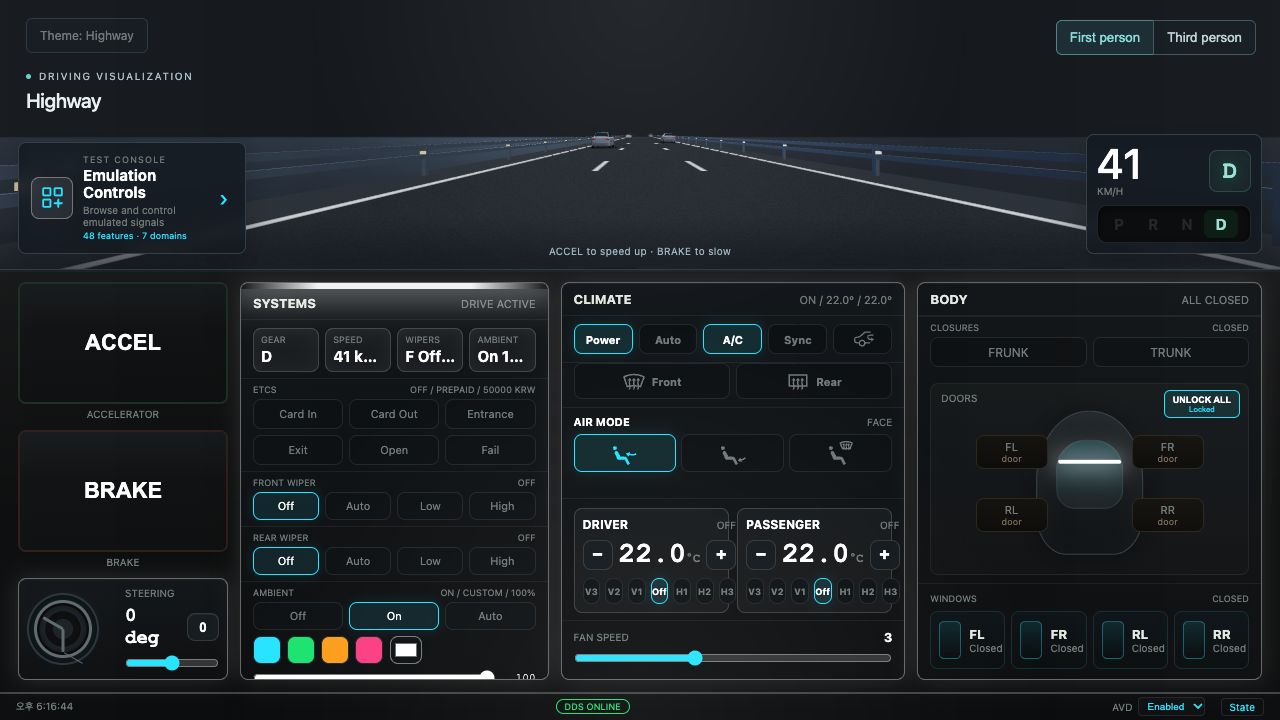 Theme: Highway
First person
Third person
DRIVING VISUALIZATION
Highway
TEST CONSOLE
Emulation
Controls
Browse and control
emulated signals
48 features · 7 domains
41
KM/H
D
P R N D
ACCEL to speed up · BRAKE to slow
ACCEL
ACCELERATOR
BRAKE
BRAKE
STEERING
0
deg
0
SYSTEMS
DRIVE ACTIVE
GEAR
D
SPEED
41 k...
WIPERS
F Off...
AMBIENT
On 1...
ETCS
OFF / PREPAID / 50000 KRW
Card In
Card Out
Entrance
Exit
Open
Fail
FRONT WIPER
OFF
Off
Auto
Low
High
REAR WIPER
OFF
Off
Auto
Low
High
AMBIENT
ON / CUSTOM / 100%
Off
On
Auto
100
CLIMATE
ON / 22.0° / 22.0°
Power
Auto
A/C
Sync
Front
Rear
AIR MODE
FACE
DRIVER
OFF
− 22.0 °C +
V3 V2 V1 Off H1 H2 H3
PASSENGER
OFF
− 22.0 °C +
V3 V2 V1 Off H1 H2 H3
FAN SPEED
3
BODY
ALL CLOSED
CLOSURES
CLOSED
FRUNK
TRUNK
DOORS
UNLOCK ALL
Locked
FL
door
FR
door
RL
door
RR
door
WINDOWS
CLOSED
FL
Closed
FR
Closed
RL
Closed
RR
Closed
오후 6:16:44
DDS ONLINE
AVD
Enabled
State